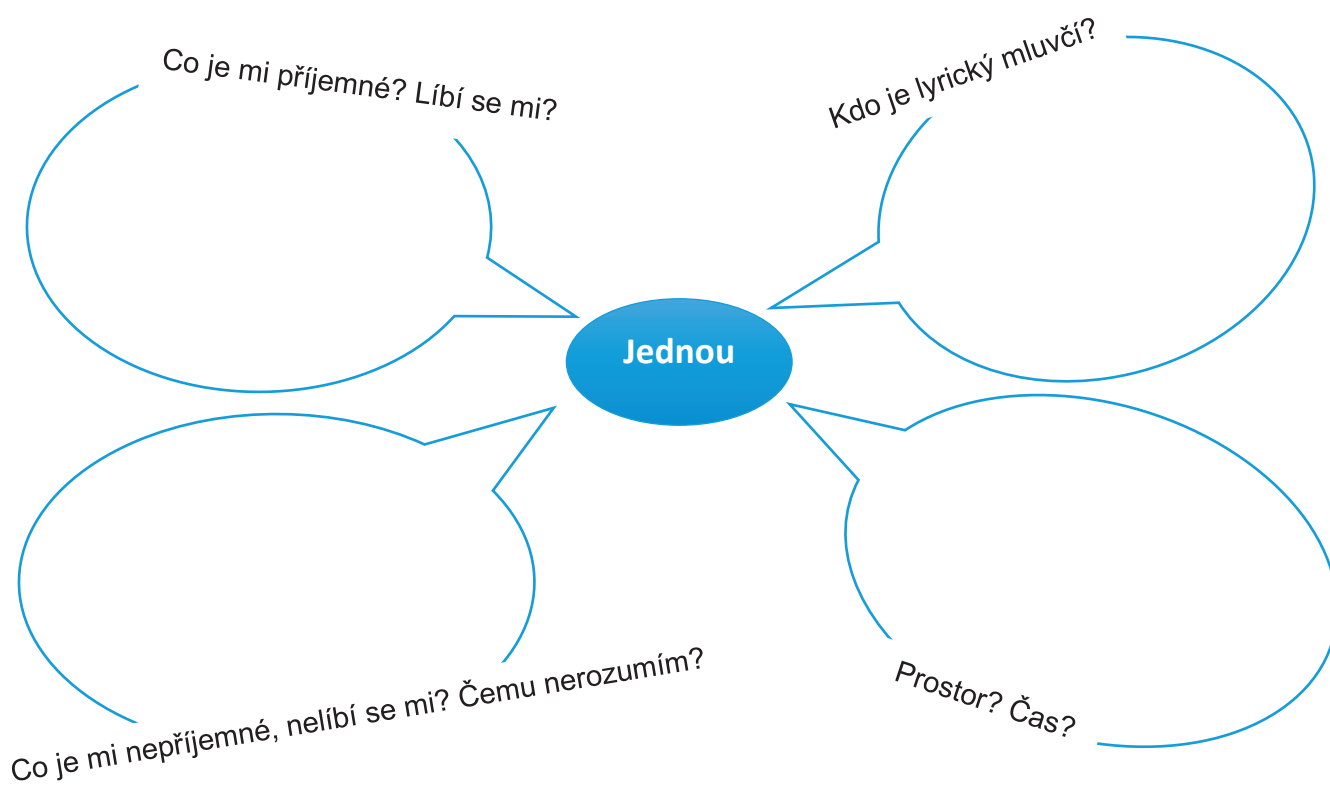 Co je mi příjemné? Líbí se mi?
Kdo je lyrický mluvčí?
Jednou
Co je mi nepříjemné, nelíbí se mi? Čemu nerozumím?
Prostor? Čas?